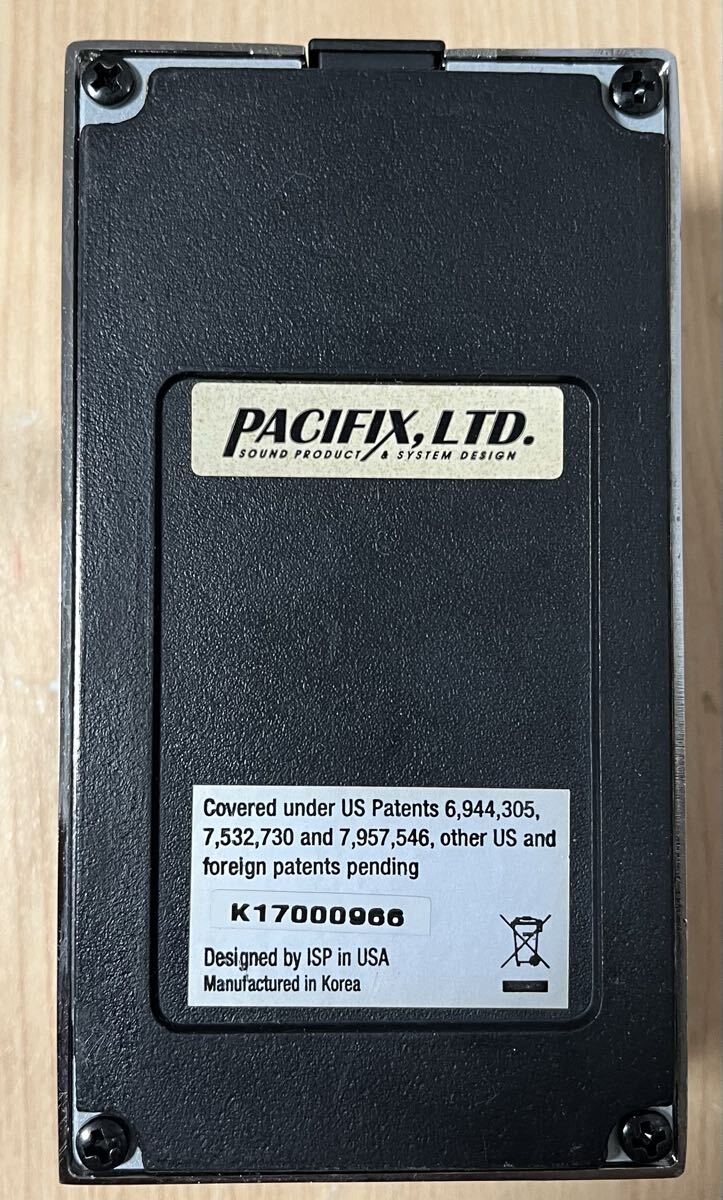 PACIFIX, LTD.
SOUND PRODUCT & SYSTEM DESIGN
Covered under US Patents 6,944,305,
7,532,730 and 7,957,546, other US and
foreign patents pending
K17000966
Designed by ISP in USA
Manufactured in Korea